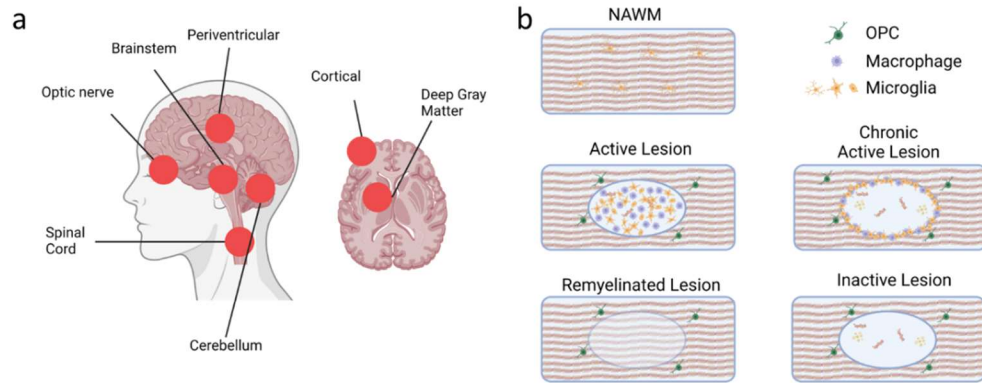 a
Periventricular
Brainstem
Optic nerve
Cortical
Deep Gray
Matter
Spinal
Cord
Cerebellum
b
NAWM
OPC
Macrophage
Microglia
Active Lesion
Chronic
Active Lesion
Remyelinated Lesion
Inactive Lesion